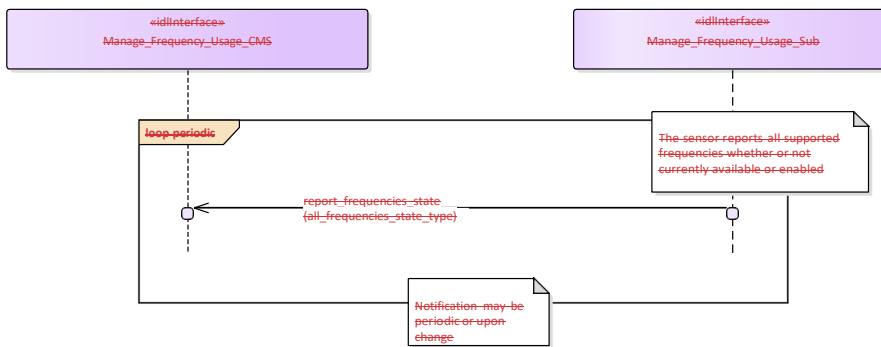 «idlInterface»
Manage_Frequency_Usage_CMS
«idlInterface»
Manage_Frequency_Usage_Sub
loop periodic
The sensor reports all supported
frequencies whether or not
currently available or enabled
report_frequencies_state
(all_frequencies_state_type)
Notification may be
periodic or upon
change